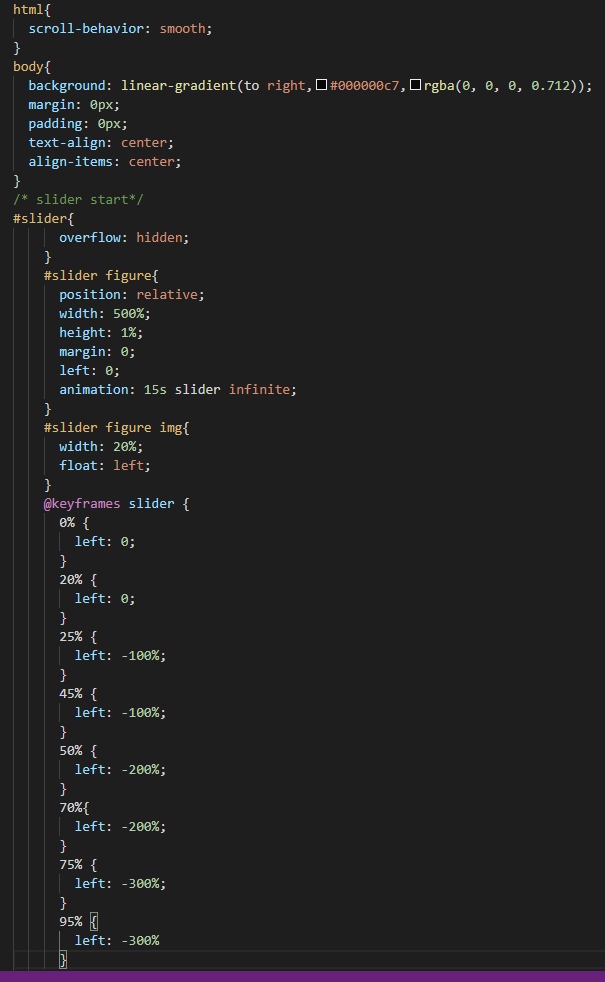 html{
scroll-behavior: smooth;
}
body{
background: linear-gradient(to right,#000000c7,rgba(0, 0, 0, 0.712));
margin: 0px;
padding: 0px;
text-align: center;
align-items: center;
}
/* slider start*/
#slider{
overflow: hidden;
}
#slider figure{
position: relative;
width: 500%;
height: 1%;
margin: 0;
left: 0;
animation: 15s slider infinite;
}
#slider figure img{
width: 20%;
float: left;
}
@keyframes slider {
0% {
left: 0;
}
20% {
left: 0;
}
25% {
left: -100%;
}
45% {
left: -100%;
}
50% {
left: -200%;
}
70%{
left: -200%;
}
75% {
left: -300%;
}
95% {
left: -300%
}